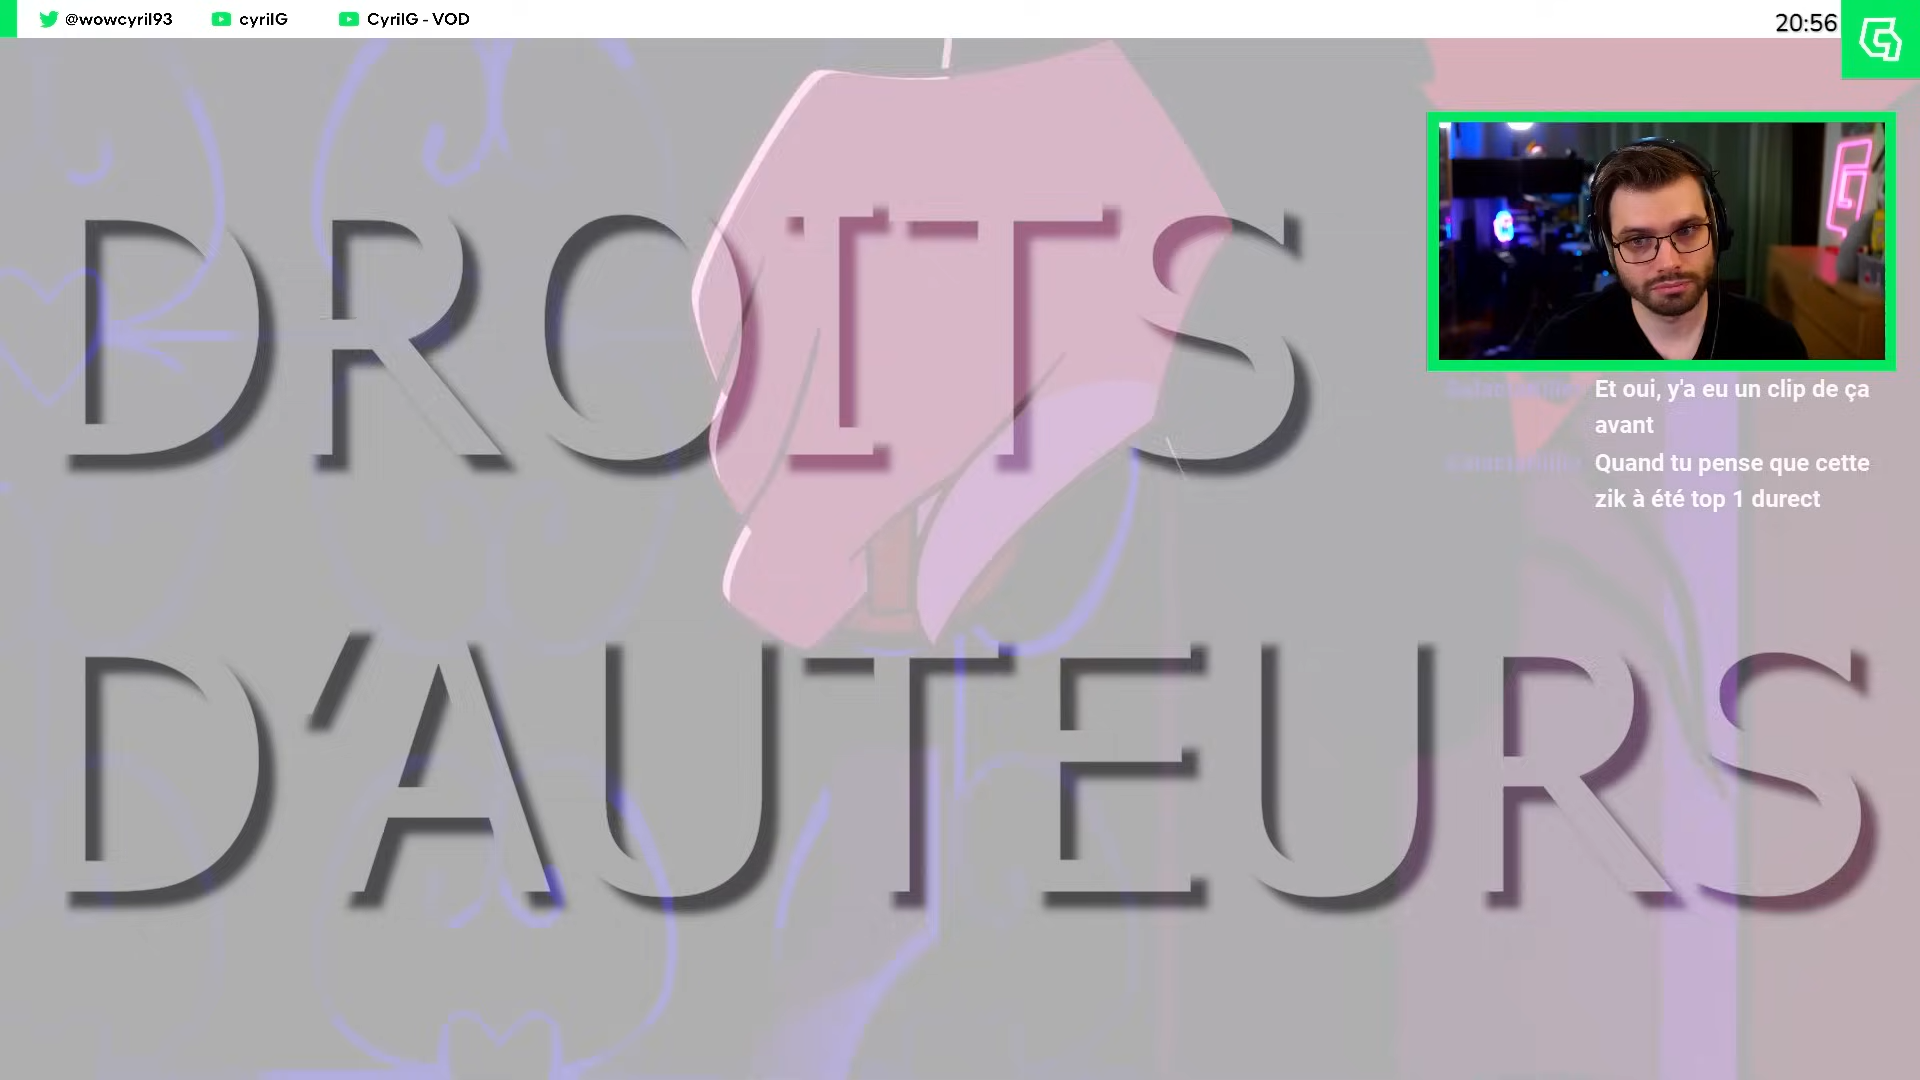 @wowcyril93 cyrilG CyrilG - VOD
20:56
DROITS
D'AUTEURS
Et oui, y'a eu un clip de ça
avant
Quand tu pense que cette
zik à été top 1 durect